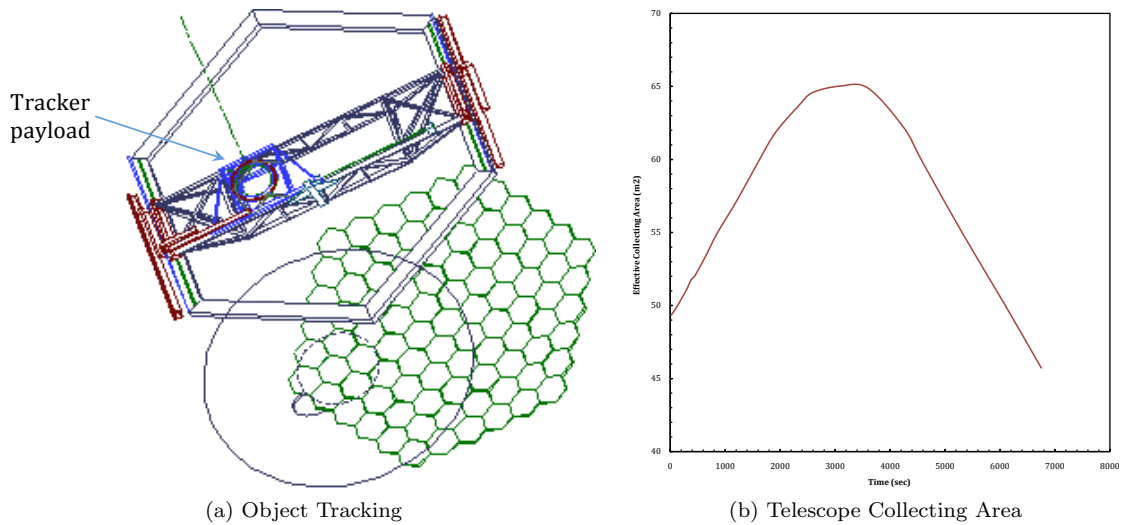 Tracker
payload
70
65
60
55
50
45
40
Effective Collecting Area (m2)
0 1000 2000 3000 4000 5000 6000 7000 8000
Time (sec)
(a) Object Tracking
(b) Telescope Collecting Area